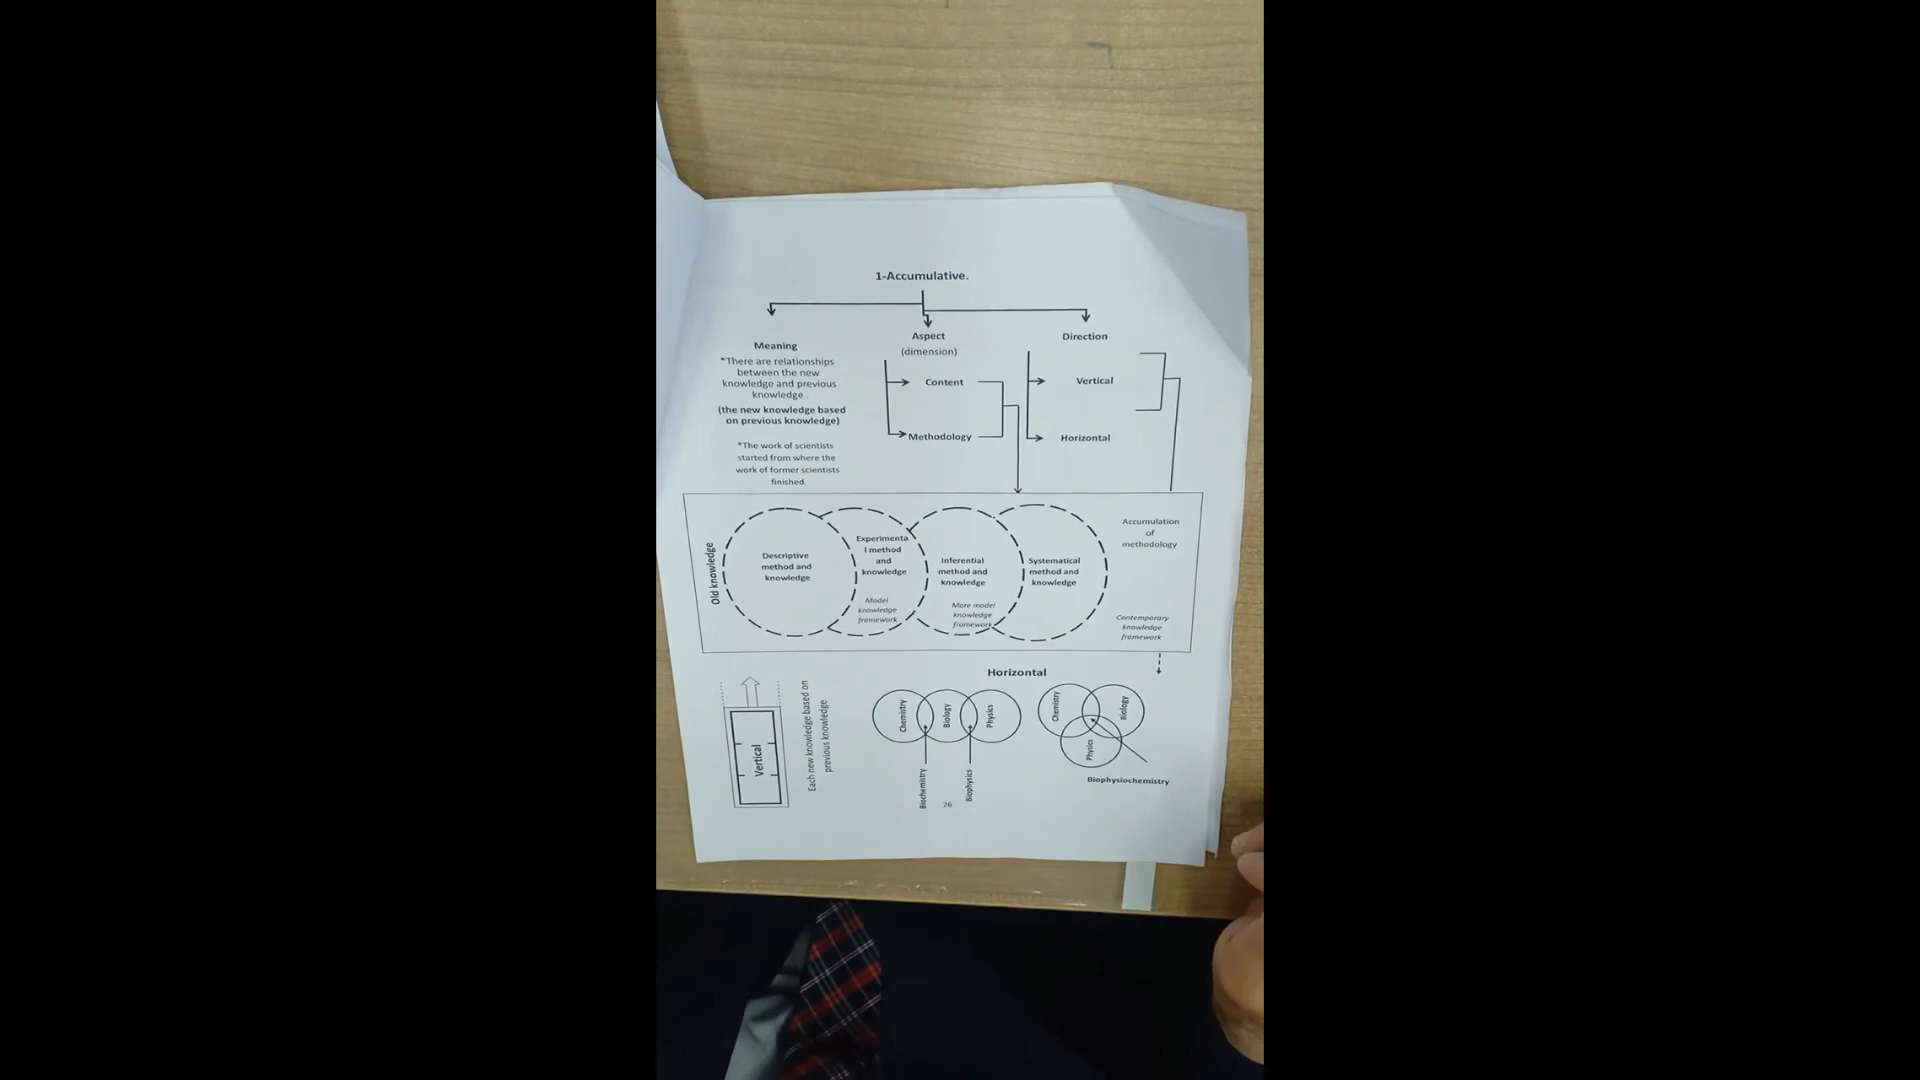 1-Accumulative.
Meaning
*There are relationships
between the new
knowledge and previous
knowledge .
(the new knowledge based
on previous knowledge)
*The work of scientists
started from where the
work of former scientists
finished.
Aspect
(dimension)
Content
Methodology
Direction
Vertical
Horizontal
Old knowledge
Descriptive
method and
knowledge
Experimenta
l method
and
knowledge
Model
knowledge
framework
Inferential
method and
knowledge
More model
knowledge
framework
Systematical
method and
knowledge
Accumulation
of
methodology
Contemporary
knowledge
framework
Vertical
Each new knowledge based on
previous knowledge
Horizontal
Chemistry
Biology
Physics
Biochemistry
Biophysics
Chemistry
Biology
Physics
Biophysiochemistry
26